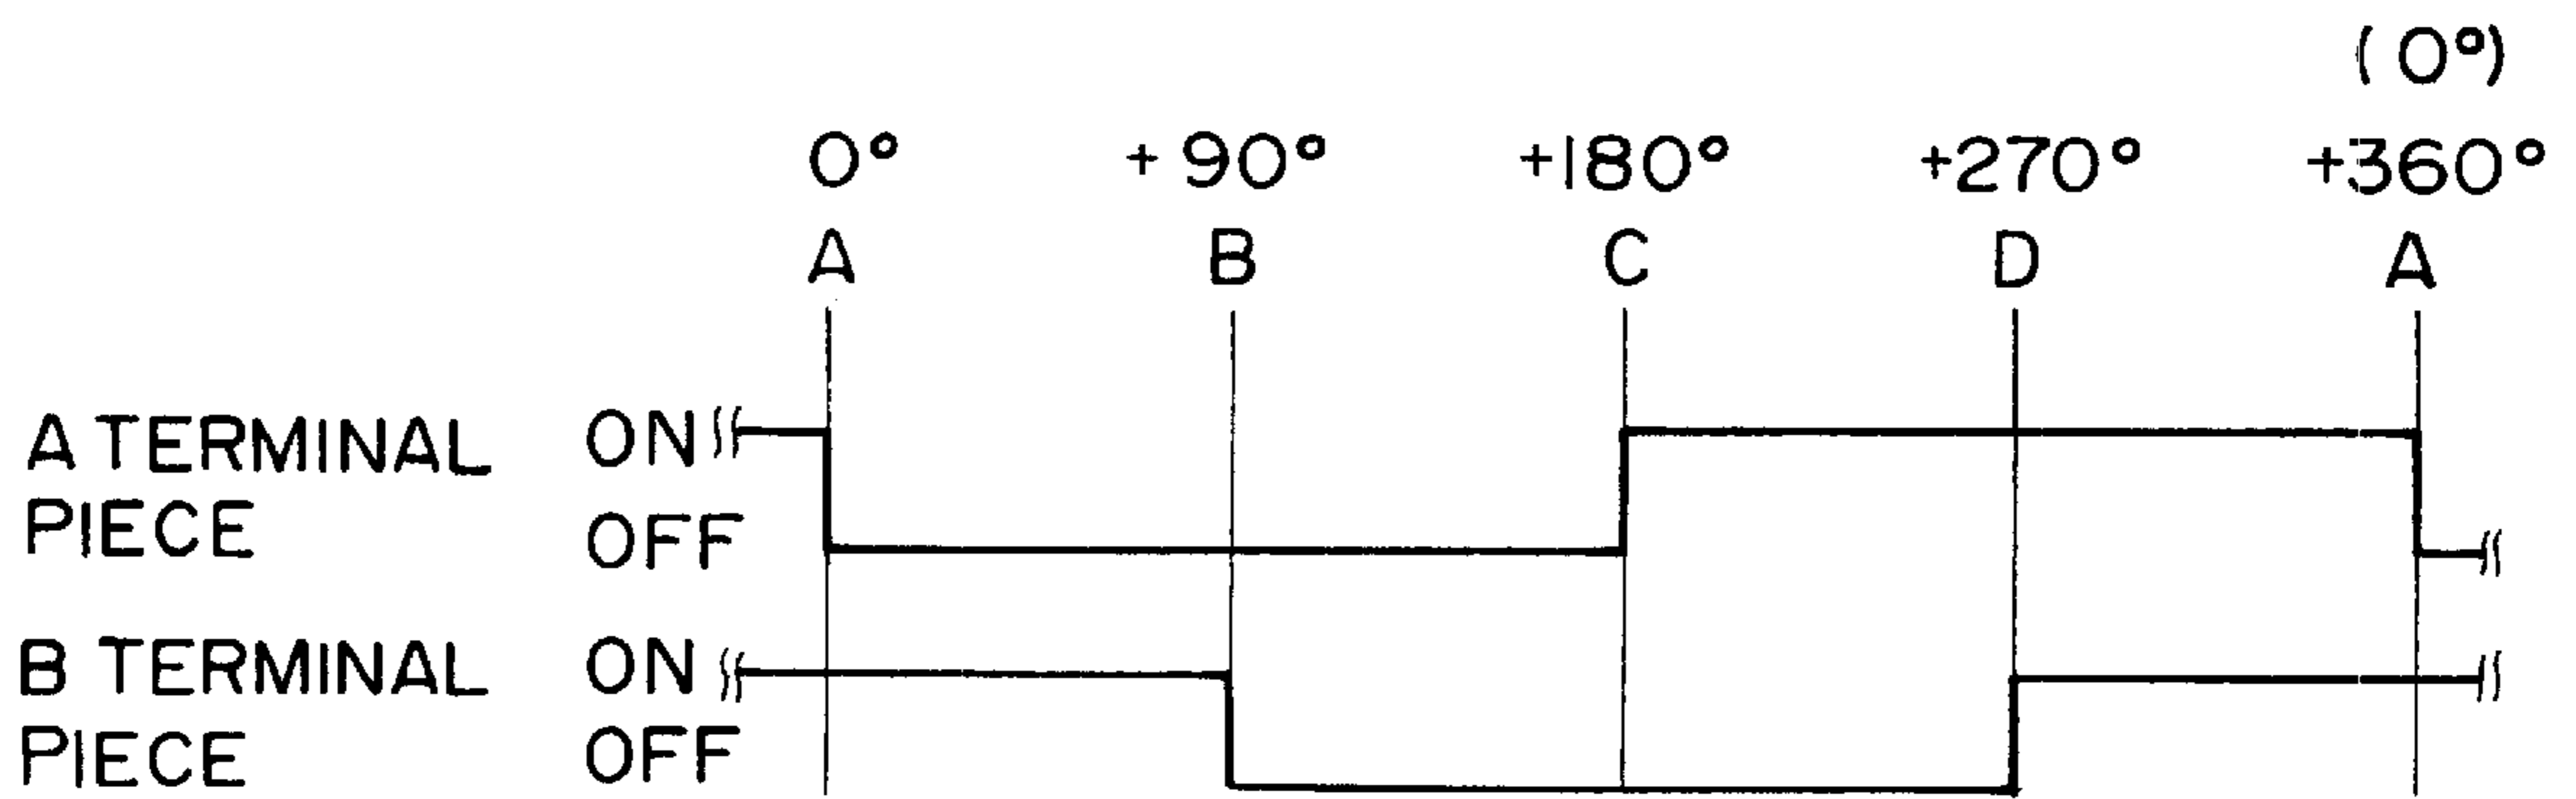 (0°)
0° +90° +180° +270° +360°
A B C D A
A TERMINAL ON
PIECE OFF
B TERMINAL ON
PIECE OFF